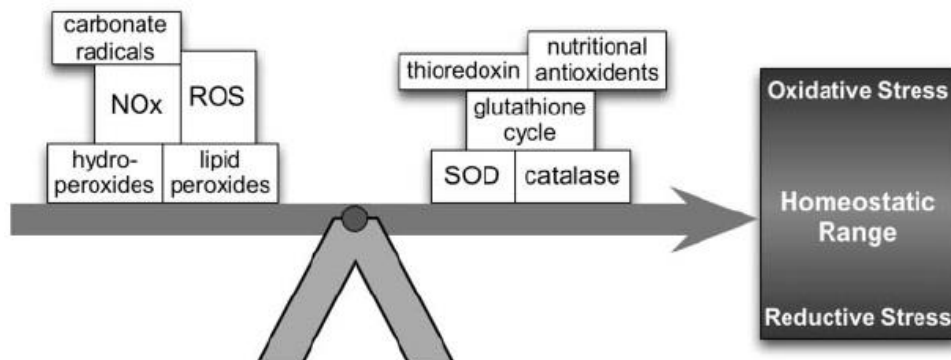 carbonate
radicals
NOx
ROS
hydro-
peroxides
lipid
peroxides
thioredoxin
nutritional
antioxidents
glutathione
cycle
SOD
catalase
Oxidative Stress
Homeostatic
Range
Reductive Stress